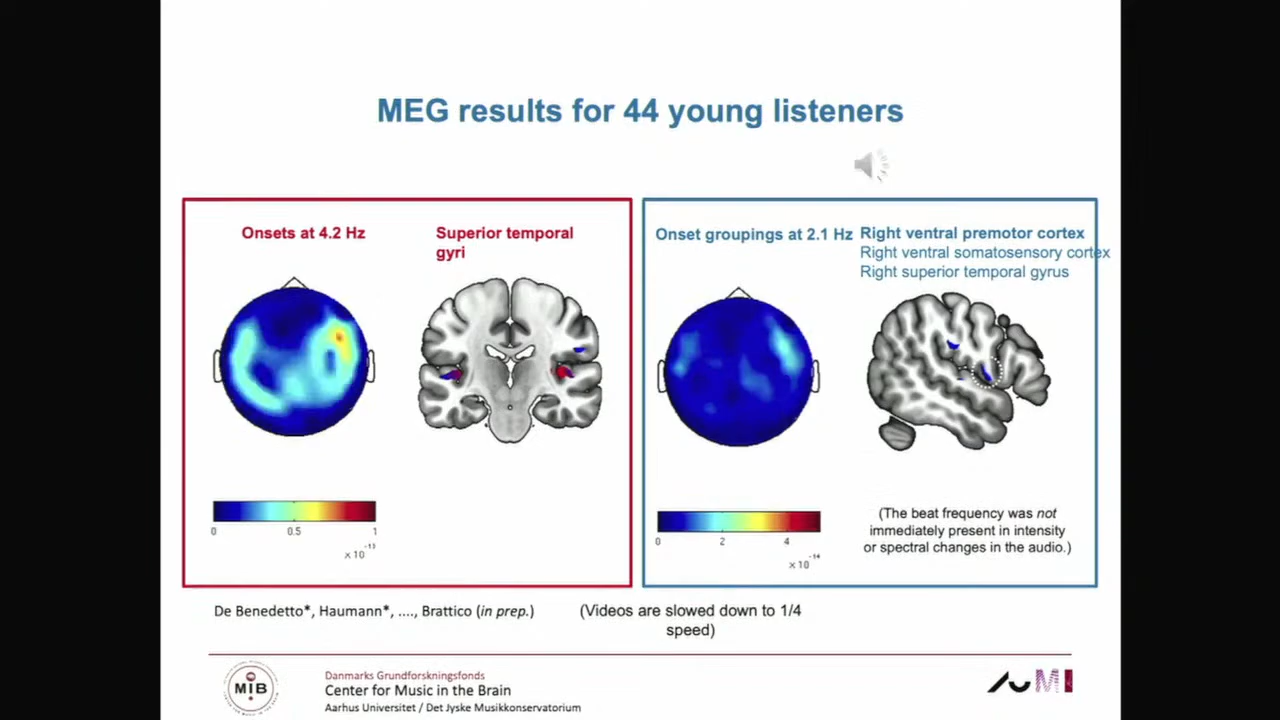 MEG results for 44 young listeners
Onsets at 4.2 Hz
Superior temporal
gyri
0
0.5
1
x 10^-13
Onset groupings at 2.1 Hz
Right ventral premotor cortex
Right ventral somatosensory cortex
Right superior temporal gyrus
0
2
4
x 10^-14
(The beat frequency was not
immediately present in intensity
or spectral changes in the audio.)
De Benedetto*, Haumann*, ...., Brattico (in prep.)
(Videos are slowed down to 1/4
speed)
MIB
Danmarks Grundforskningsfonds
Center for Music in the Brain
Aarhus Universitet / Det Jyske Musikkonservatorium